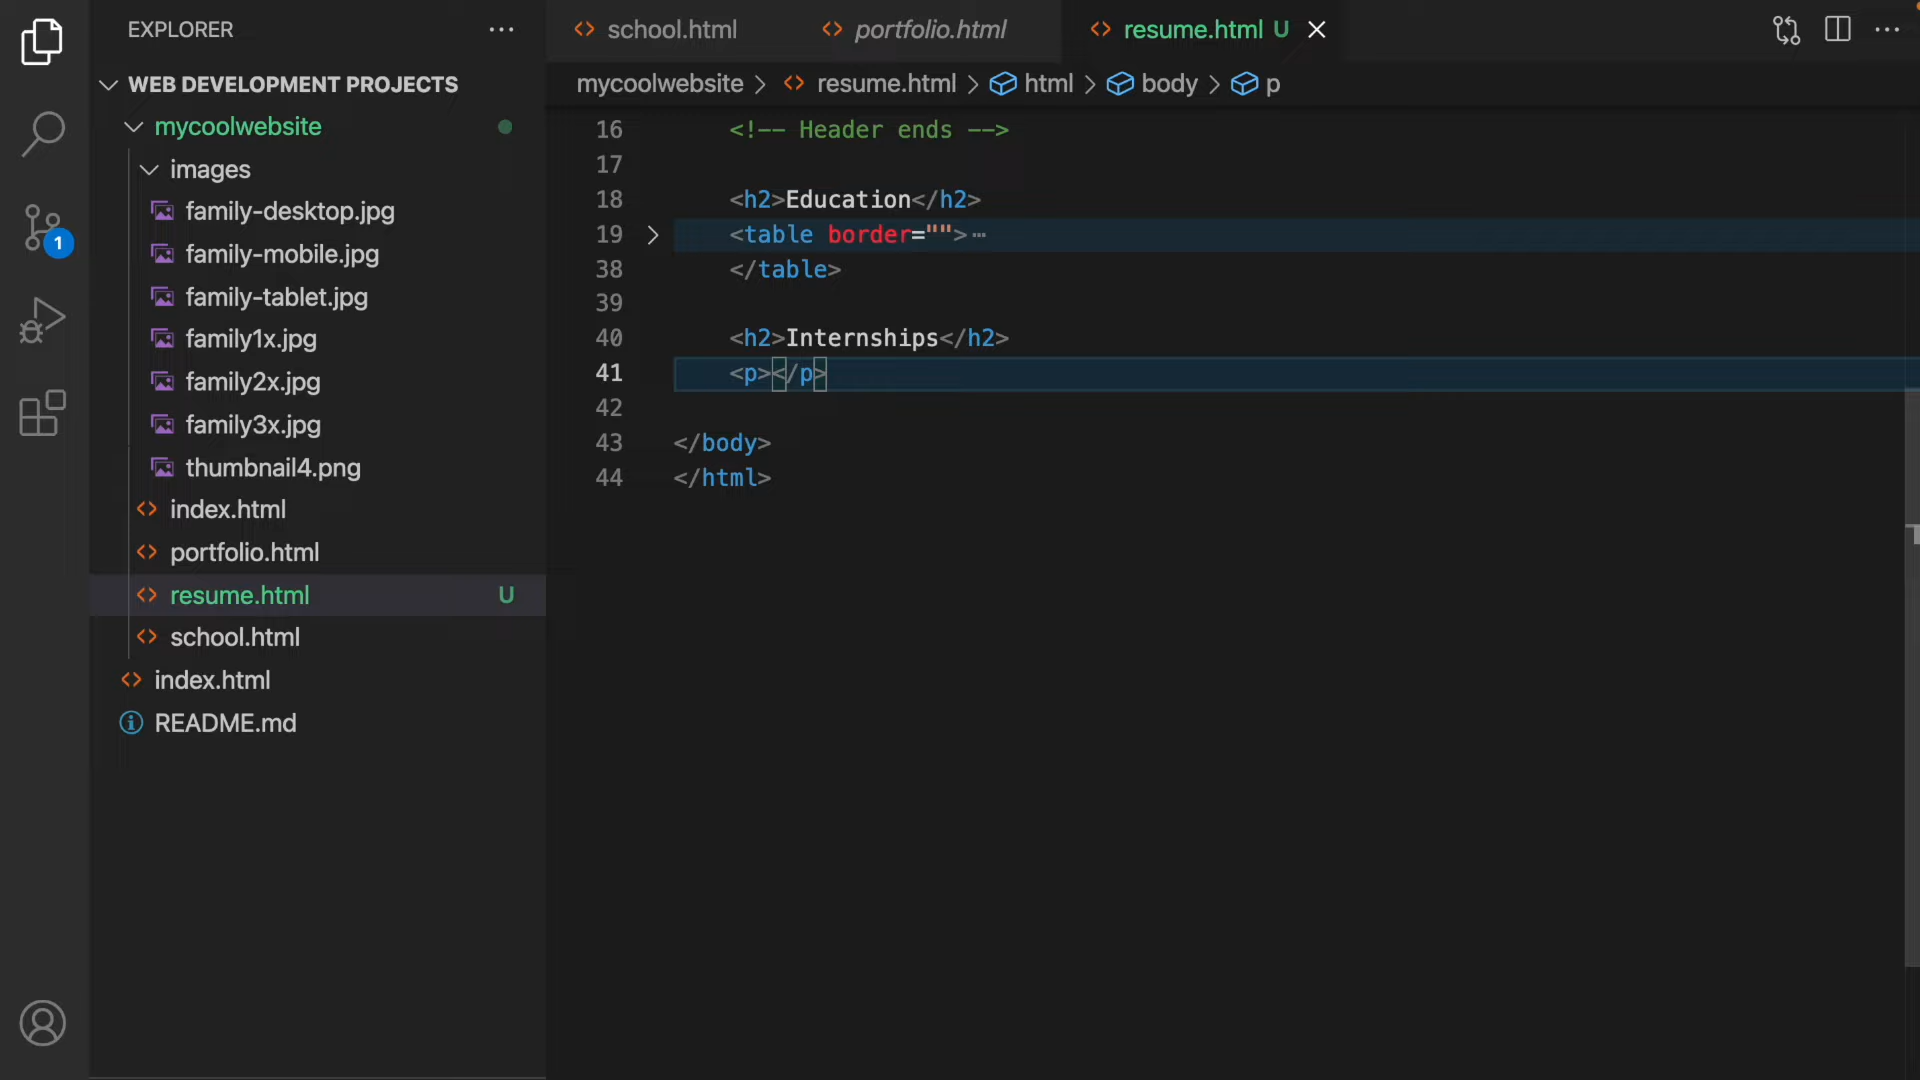 EXPLORER
WEB DEVELOPMENT PROJECTS
mycoolwebsite
images
family-desktop.jpg
family-mobile.jpg
family-tablet.jpg
family1x.jpg
family2x.jpg
family3x.jpg
thumbnail4.png
index.html
portfolio.html
resume.html U
school.html
index.html
README.md
1
school.html portfolio.html resume.html U
mycoolwebsite > resume.html > html > body > p
16 <!-- Header ends -->
17
18 <h2>Education</h2>
19 <table border="">…
38 </table>
39
40 <h2>Internships</h2>
41 <p></p>
42
43 </body>
44 </html>